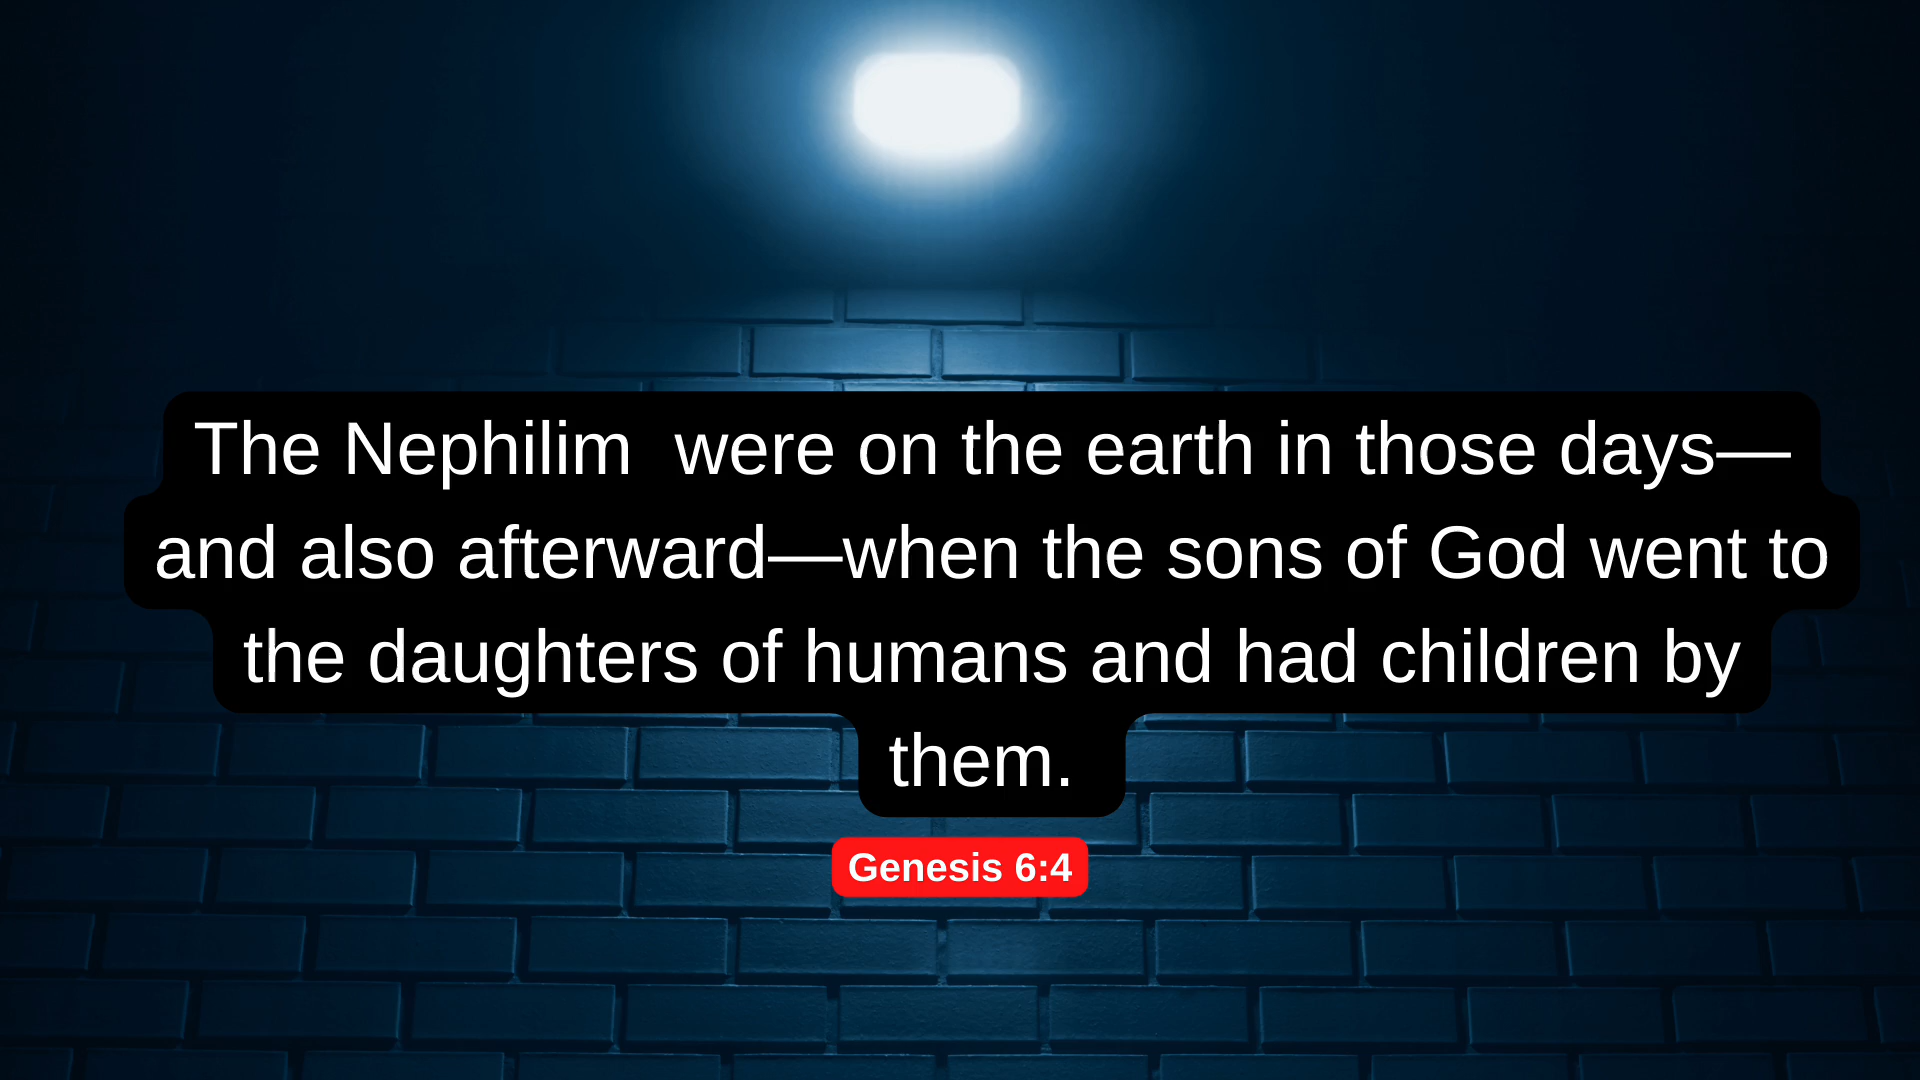 The Nephilim  were on the earth in those days—
and also afterward—when the sons of God went to
the daughters of humans and had children by
them.
Genesis 6:4